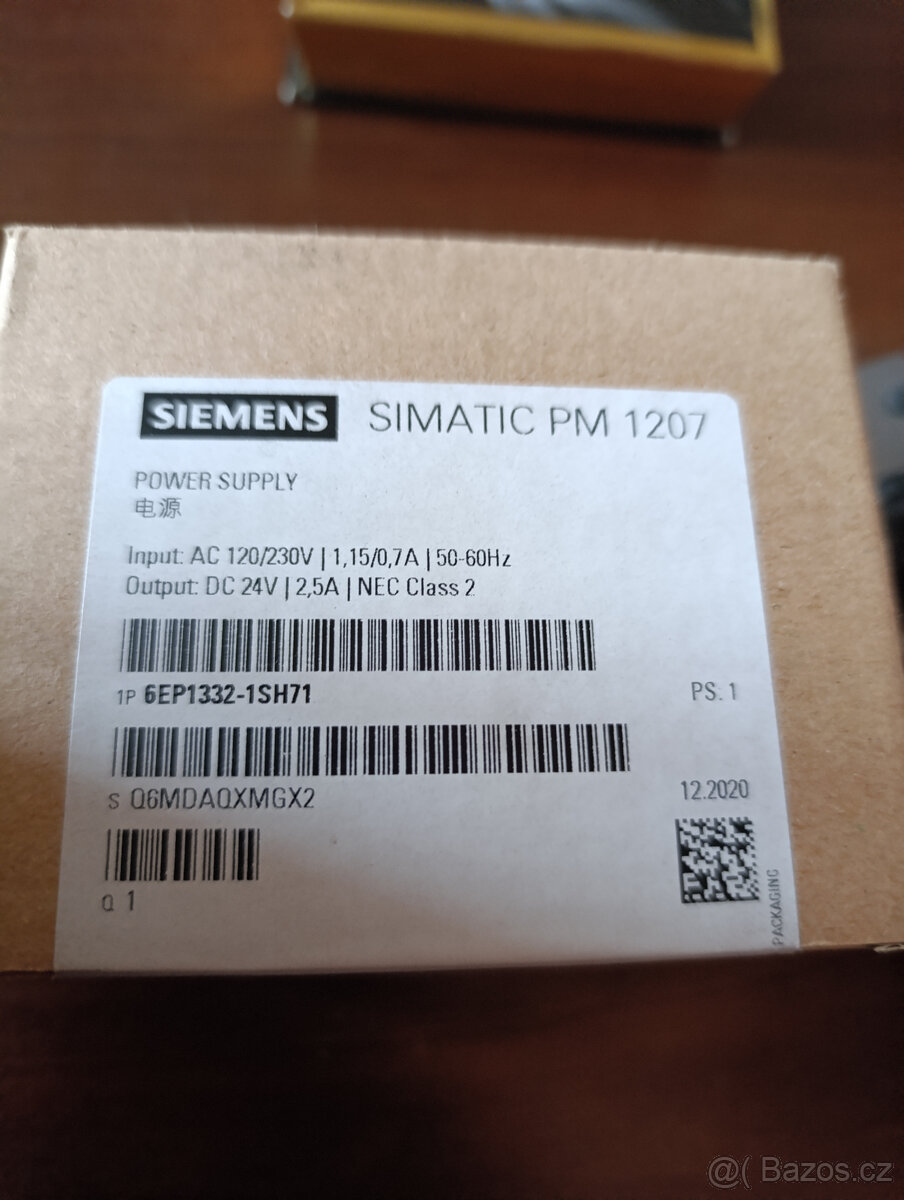 SIEMENS SIMATIC PM 1207
POWER SUPPLY
电源
Input: AC 120/230V | 1,15/0,7A | 50-60Hz
Output: DC 24V | 2,5A | NEC Class 2
1P 6EP1332-1SH71
PS. 1
S Q6MDAQXMGX2
12.2020
Q 1
PACKAGING
@( Bazos.cz